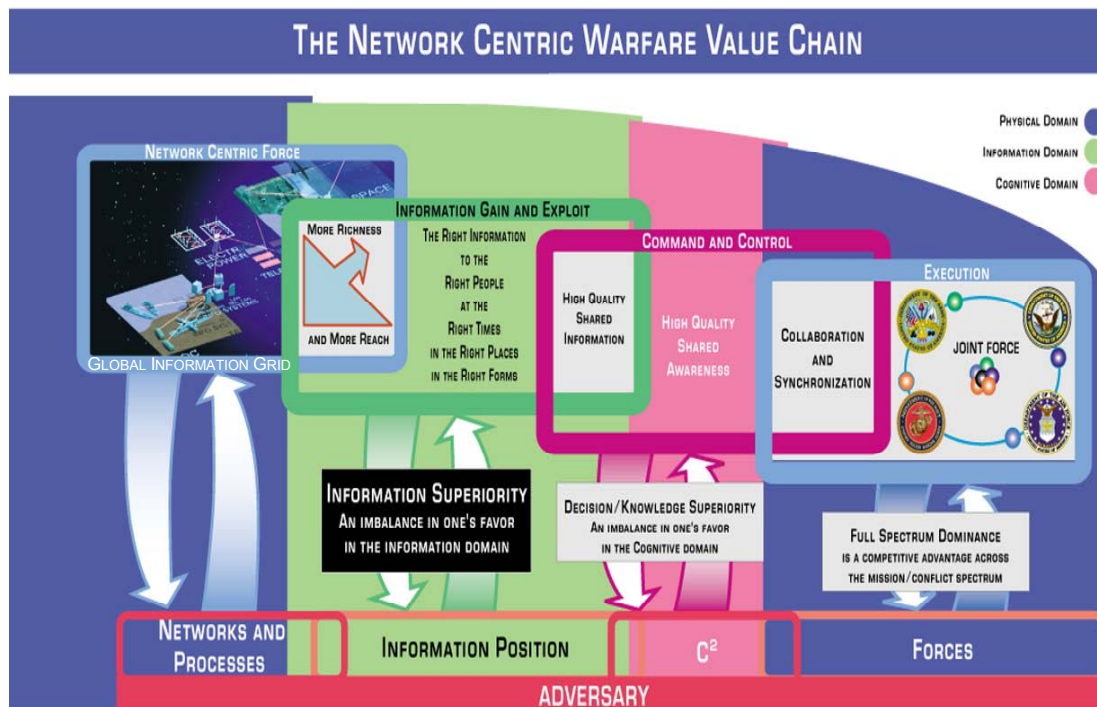 THE NETWORK CENTRIC WARFARE VALUE CHAIN
PHYSICAL DOMAIN
INFORMATION DOMAIN
COGNITIVE DOMAIN
NETWORK CENTRIC FORCE
SPACE
ELECTR
POWER
TELE
GLOBAL INFORMATION GRID
INFORMATION GAIN AND EXPLOIT
MORE RICHNESS
AND MORE REACH
THE RIGHT INFORMATION
TO THE
RIGHT PEOPLE
AT THE
RIGHT TIMES
IN THE RIGHT PLACES
IN THE RIGHT FORMS
COMMAND AND CONTROL
HIGH QUALITY
SHARED
INFORMATION
HIGH QUALITY
SHARED
AWARENESS
COLLABORATION
AND
SYNCHRONIZATION
EXECUTION
JOINT FORCE
INFORMATION SUPERIORITY
AN IMBALANCE IN ONE'S FAVOR
IN THE INFORMATION DOMAIN
DECISION/KNOWLEDGE SUPERIORITY
AN IMBALANCE IN ONE'S FAVOR
IN THE COGNITIVE DOMAIN
FULL SPECTRUM DOMINANCE
IS A COMPETITIVE ADVANTAGE ACROSS
THE MISSION/CONFLICT SPECTRUM
NETWORKS AND
PROCESSES
INFORMATION POSITION
C²
FORCES
ADVERSARY